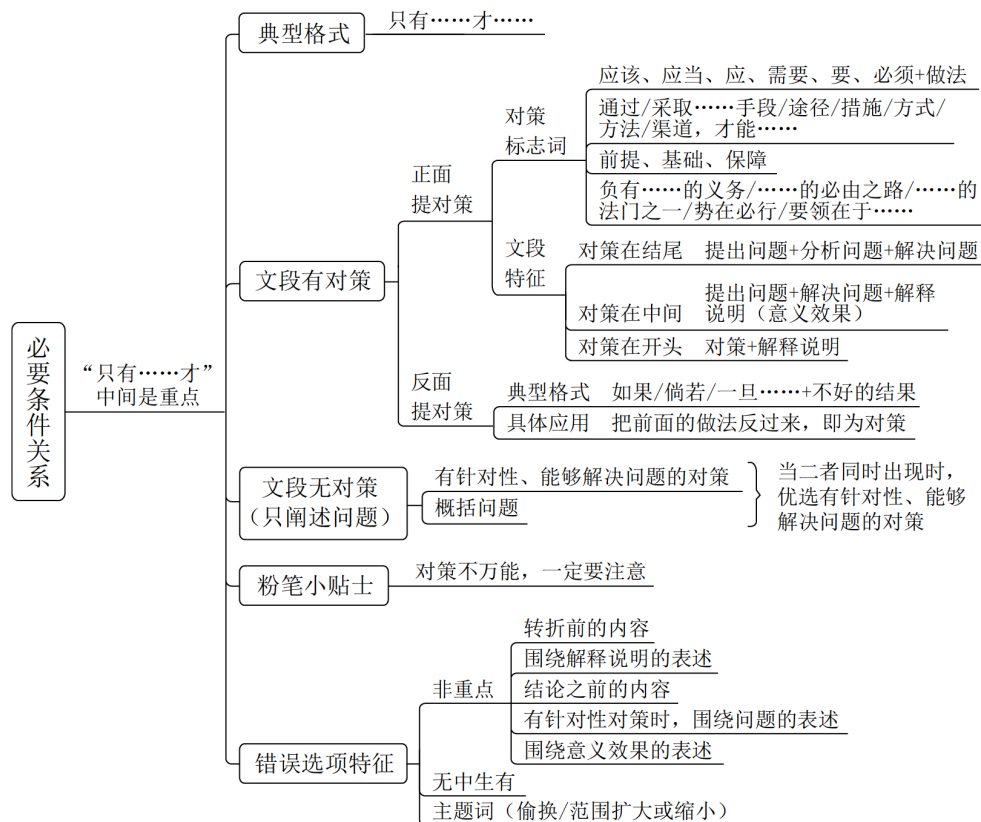 必要条件关系
“只有……才”
中间是重点
典型格式
只有……才……
文段有对策
正面
提对策
对策
标志词
应该、应当、应、需要、要、必须+做法
通过/采取……手段/途径/措施/方式/
方法/渠道，才能……
前提、基础、保障
负有……的义务/……的必由之路/……的
法门之一/势在必行/要领在于……
文段
特征
对策在结尾 提出问题+分析问题+解决问题
对策在中间
提出问题+解决问题+解释
说明（意义效果）
对策在开头 对策+解释说明
反面
提对策
典型格式 如果/倘若/一旦……+不好的结果
具体应用 把前面的做法反过来，即为对策
文段无对策
（只阐述问题）
有针对性、能够解决问题的对策
概括问题
当二者同时出现时，
优选有针对性、能够
解决问题的对策
粉笔小贴士
对策不万能，一定要注意
错误选项特征
非重点
转折前的内容
围绕解释说明的表述
结论之前的内容
有针对性对策时，围绕问题的表述
围绕意义效果的表述
无中生有
主题词（偷换/范围扩大或缩小）